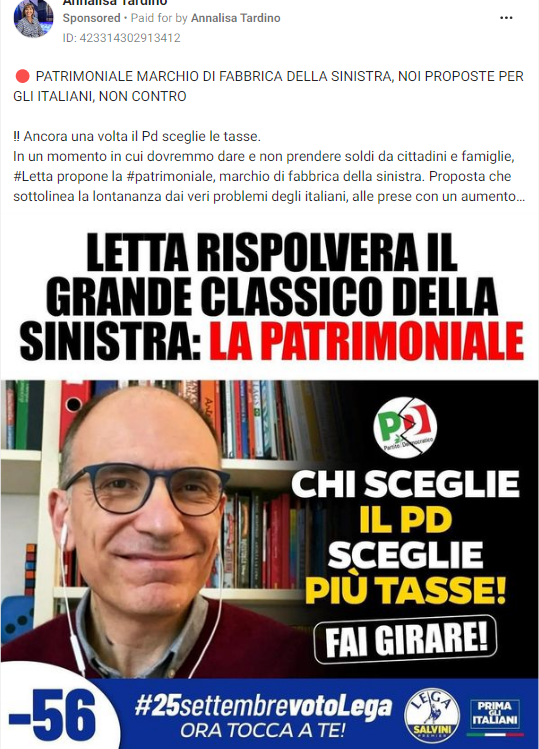 Annalisa Tardino
Sponsored • Paid for by Annalisa Tardino
ID: 423314302913412
🔴 PATRIMONIALE MARCHIO DI FABBRICA DELLA SINISTRA, NOI PROPOSTE PER
GLI ITALIANI, NON CONTRO
‼ Ancora una volta il Pd sceglie le tasse.
In un momento in cui dovremmo dare e non prendere soldi da cittadini e famiglie,
#Letta propone la #patrimoniale, marchio di fabbrica della sinistra. Proposta che
sottolinea la lontananza dai veri problemi degli italiani, alle prese con un aumento...
LETTA RISPOLVERA IL
GRANDE CLASSICO DELLA
SINISTRA: LA PATRIMONIALE
PD
Partito Democratico
CHI SCEGLIE
IL PD
SCEGLIE
PIÙ TASSE!
FAI GIRARE!
-56
#25settembrevotoLega
ORA TOCCA A TE!
LEGA
SALVINI
PREMIER
PRIMA
GLI
ITALIANI